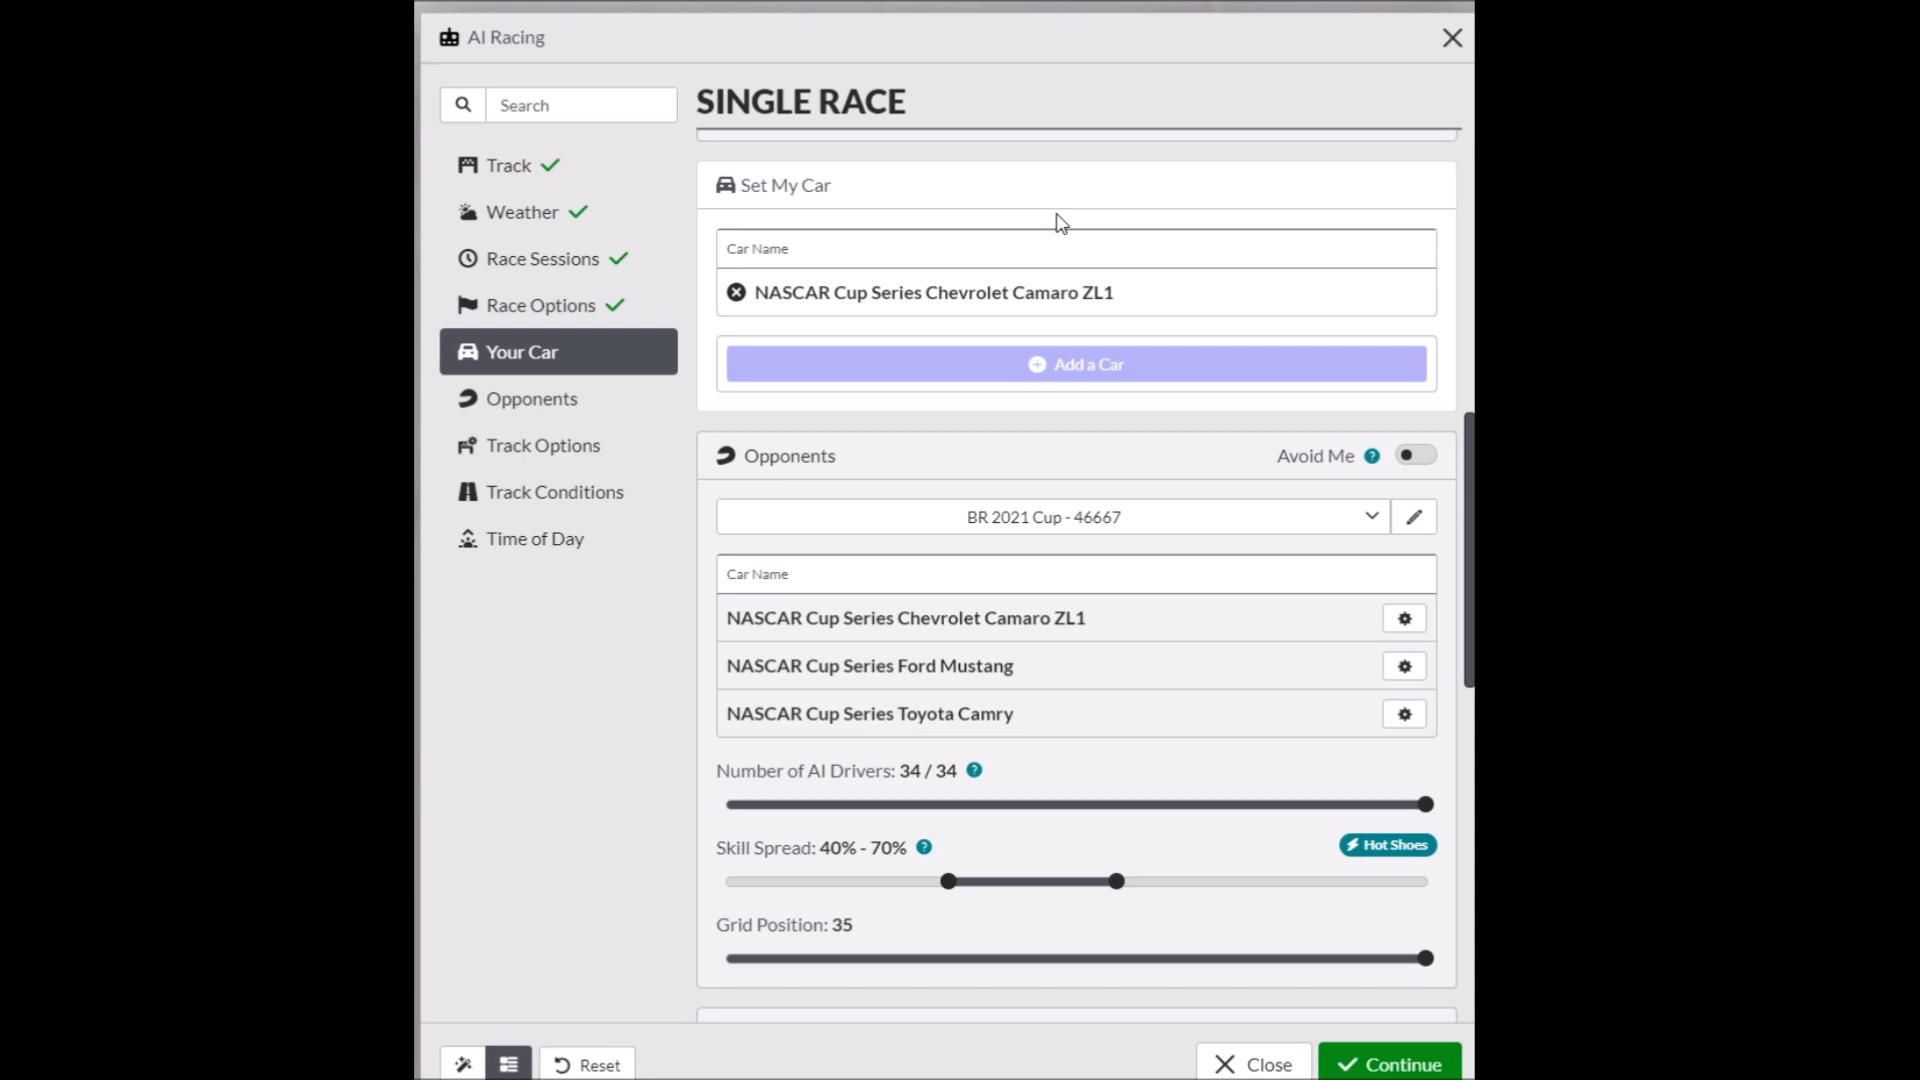 AI Racing
Search
SINGLE RACE
Track
Weather
Race Sessions
Race Options
Your Car
Opponents
Track Options
Track Conditions
Time of Day
Set My Car
Car Name
NASCAR Cup Series Chevrolet Camaro ZL1
Add a Car
Opponents
Avoid Me ?
BR 2021 Cup - 46667
Car Name
NASCAR Cup Series Chevrolet Camaro ZL1
NASCAR Cup Series Ford Mustang
NASCAR Cup Series Toyota Camry
Number of AI Drivers: 34 / 34 ?
Skill Spread: 40% - 70% ?
Hot Shoes
Grid Position: 35
Reset
Close
Continue